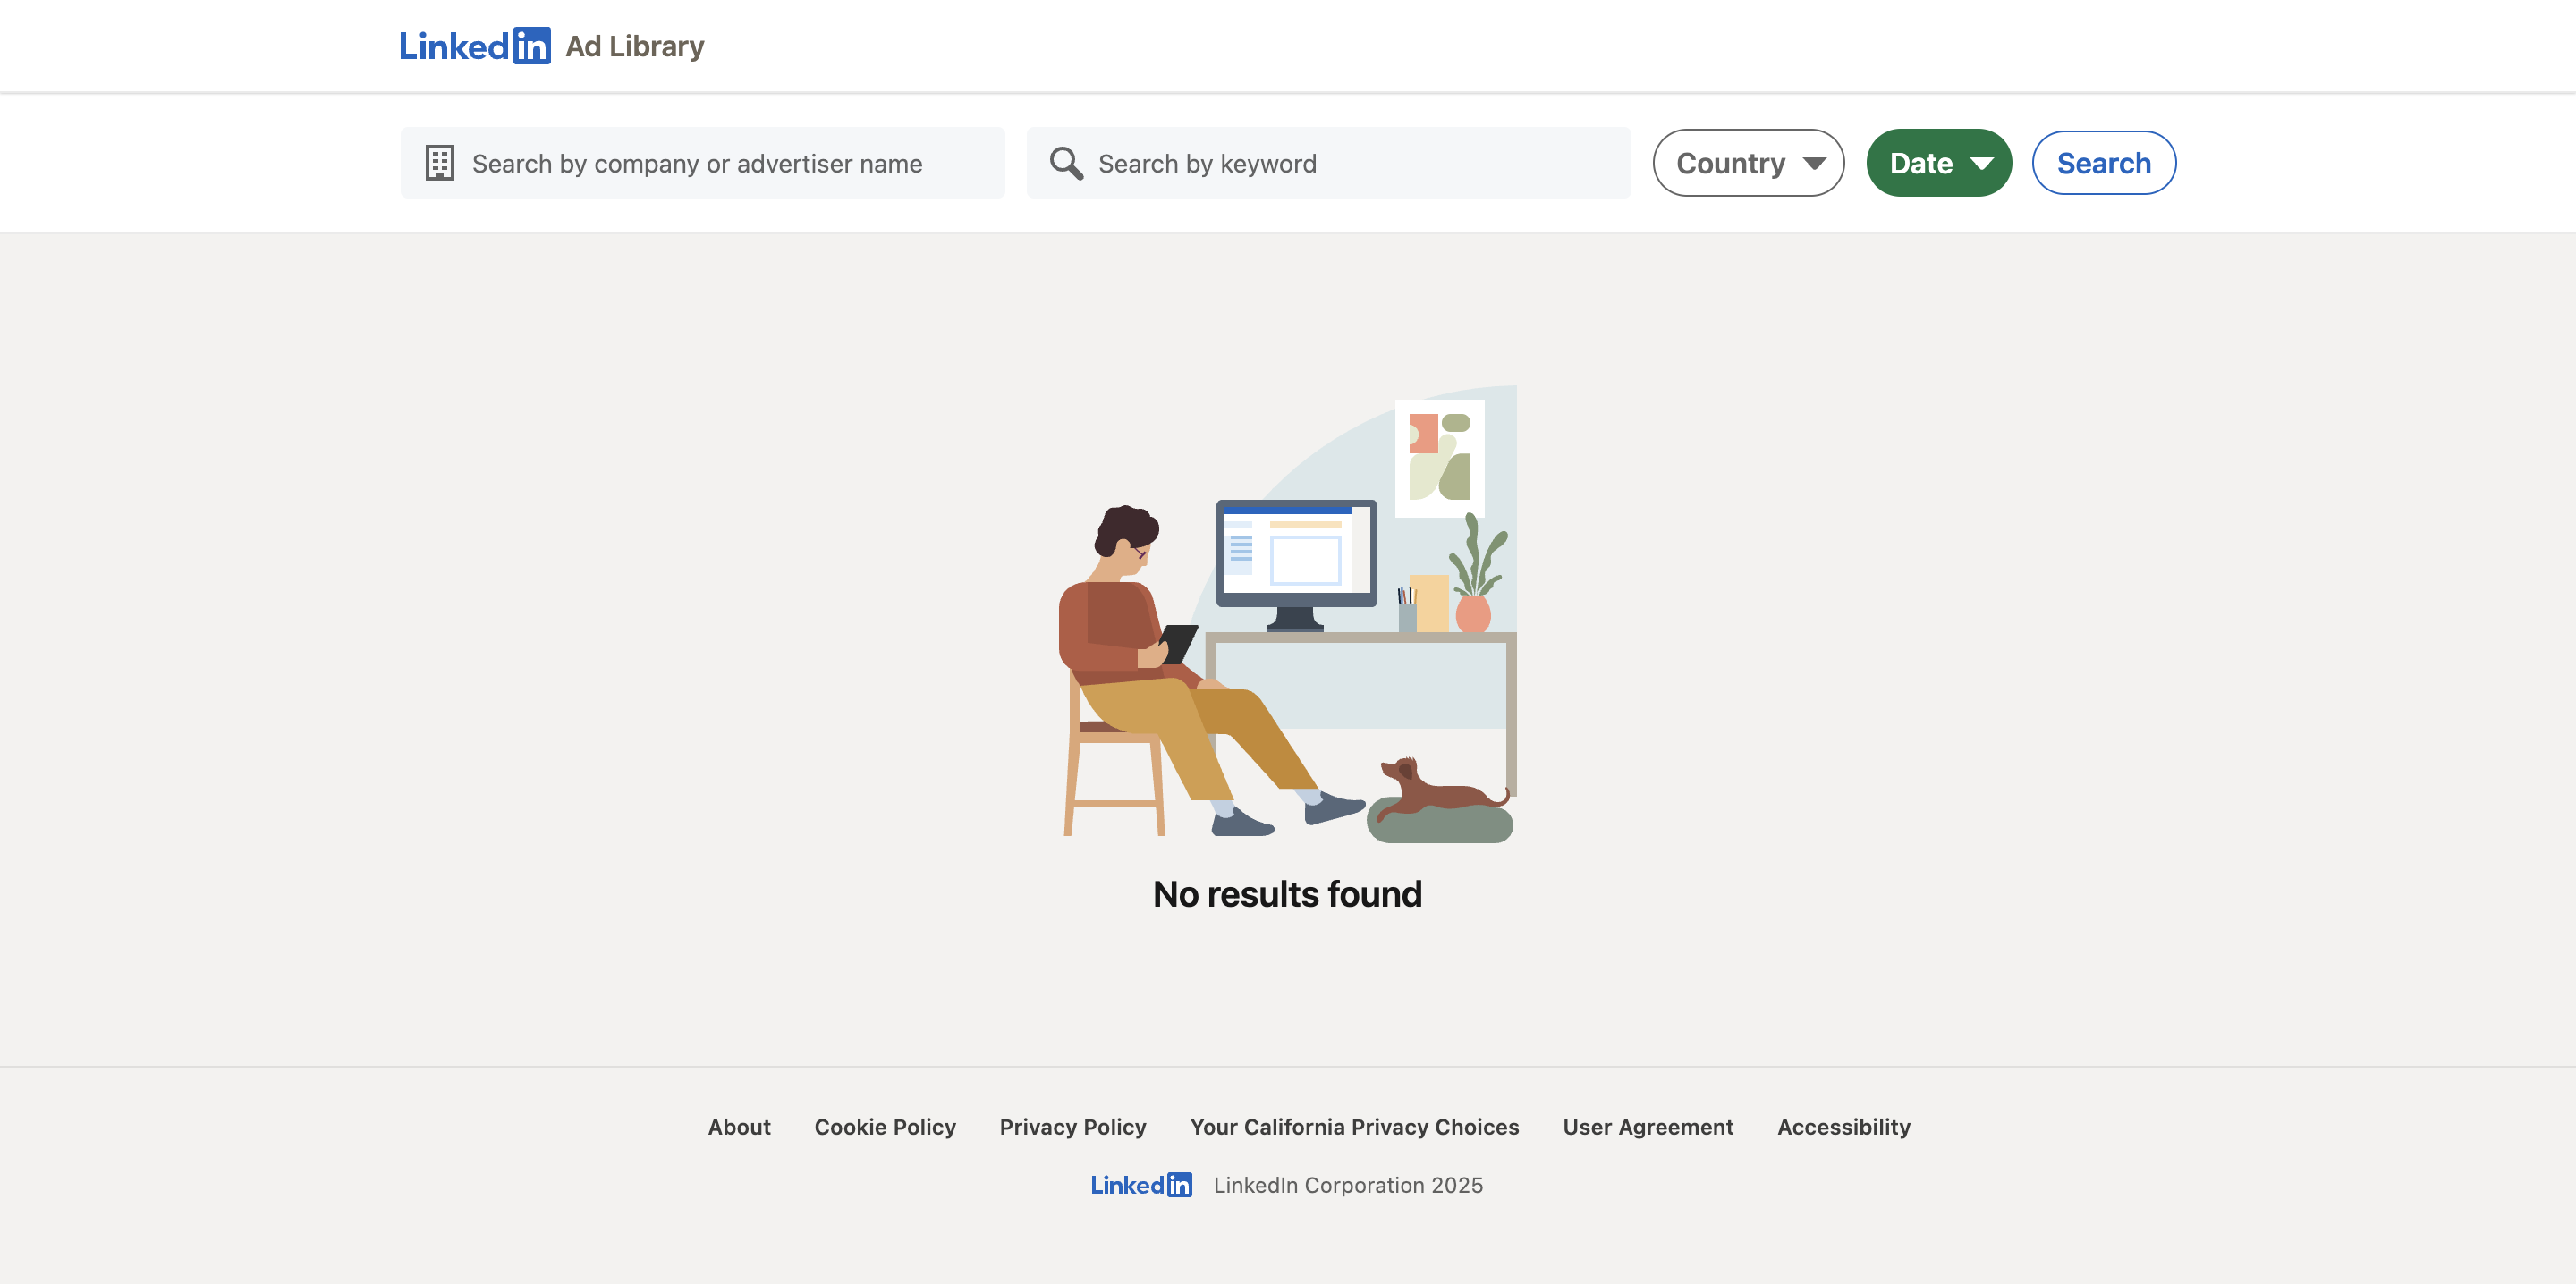 LinkedIn Ad Library
Search by company or advertiser name
Search by keyword
Country
Date
Search
No results found
About Cookie Policy Privacy Policy Your California Privacy Choices User Agreement Accessibility
LinkedIn LinkedIn Corporation 2025